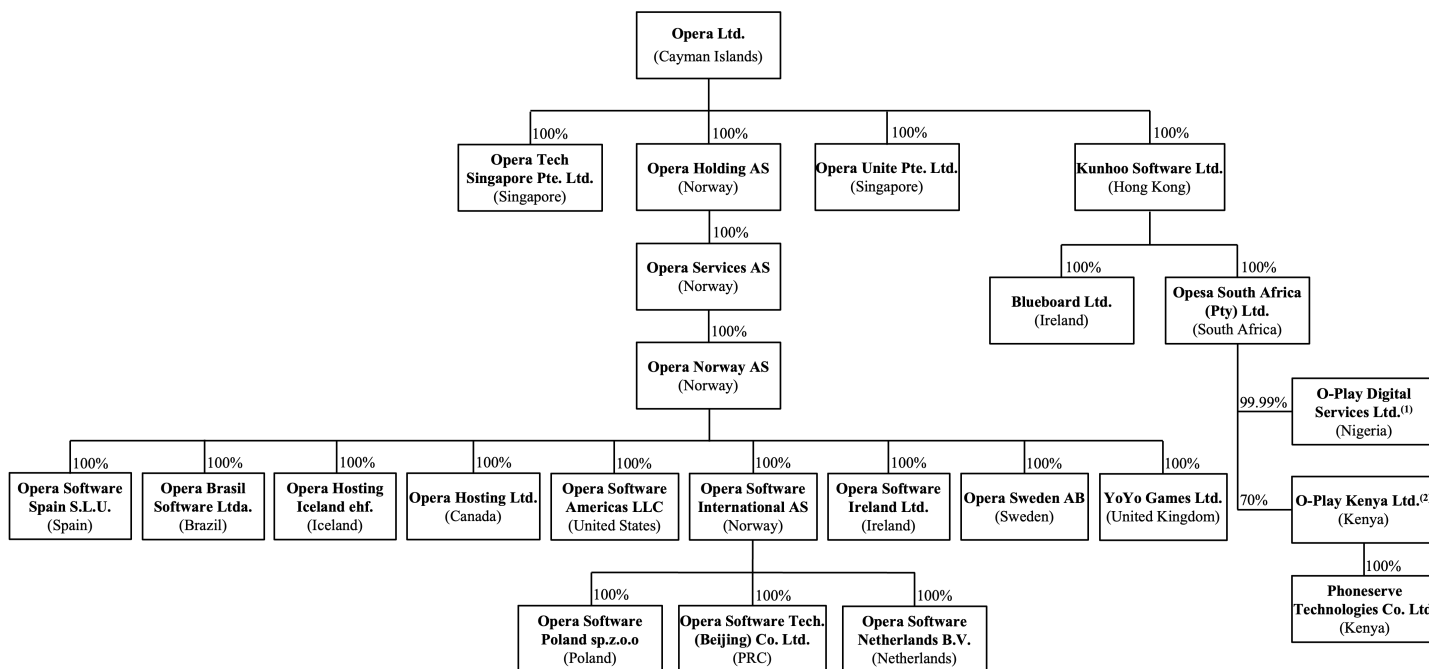 Opera Ltd.
(Cayman Islands)
100%
100%
100%
100%
Opera Tech
Singapore Pte. Ltd.
(Singapore)
Opera Holding AS
(Norway)
Opera Unite Pte. Ltd.
(Singapore)
Kunhoo Software Ltd.
(Hong Kong)
100%
100%
100%
Opera Services AS
(Norway)
Blueboard Ltd.
(Ireland)
Opesa South Africa
(Pty) Ltd.
(South Africa)
100%
Opera Norway AS
(Norway)
99.99%
O-Play Digital
Services Ltd.(1)
(Nigeria)
100%
100%
100%
100%
100%
100%
100%
100%
100%
Opera Software
Spain S.L.U.
(Spain)
Opera Brasil
Software Ltda.
(Brazil)
Opera Hosting
Iceland ehf.
(Iceland)
Opera Hosting Ltd.
(Canada)
Opera Software
Americas LLC
(United States)
Opera Software
International AS
(Norway)
Opera Software
Ireland Ltd.
(Ireland)
Opera Sweden AB
(Sweden)
YoYo Games Ltd.
(United Kingdom)
70%
O-Play Kenya Ltd.(2)
(Kenya)
100%
Phoneserve
Technologies Co. Ltd
(Kenya)
100%
100%
100%
Opera Software
Poland sp.z.o.o
(Poland)
Opera Software Tech.
(Beijing) Co. Ltd.
(PRC)
Opera Software
Netherlands B.V.
(Netherlands)